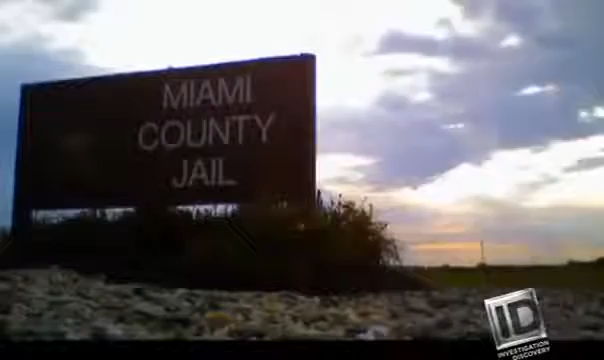 MIAMI
COUNTY
JAIL
ID
INVESTIGATION
DISCOVERY